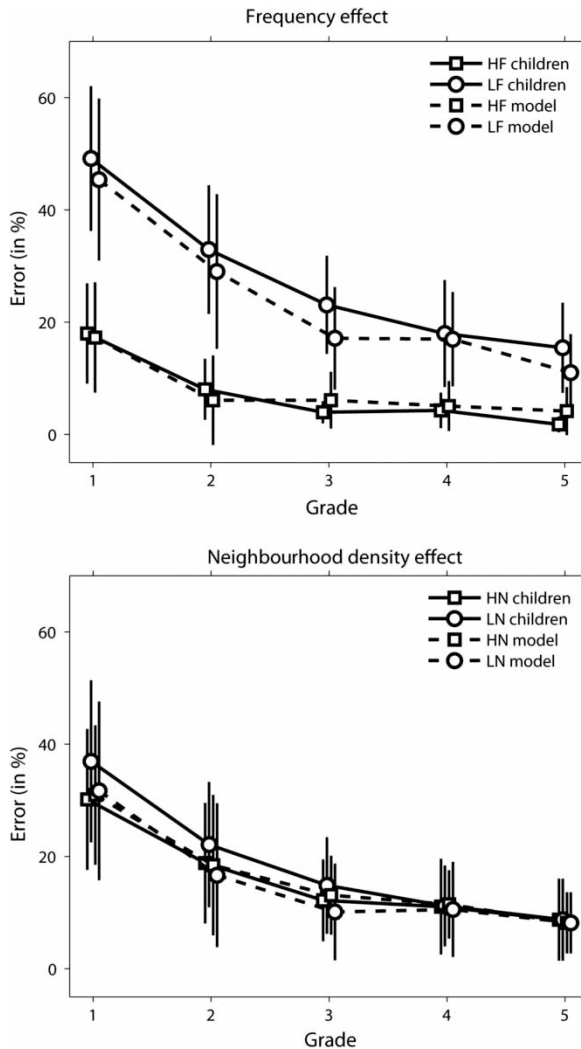 Frequency effect
HF children
LF children
HF model
LF model
60
40
20
0
Error (in %)
1 2 3 4 5
Grade
Neighbourhood density effect
HN children
LN children
HN model
LN model
60
40
20
0
Error (in %)
1 2 3 4 5
Grade